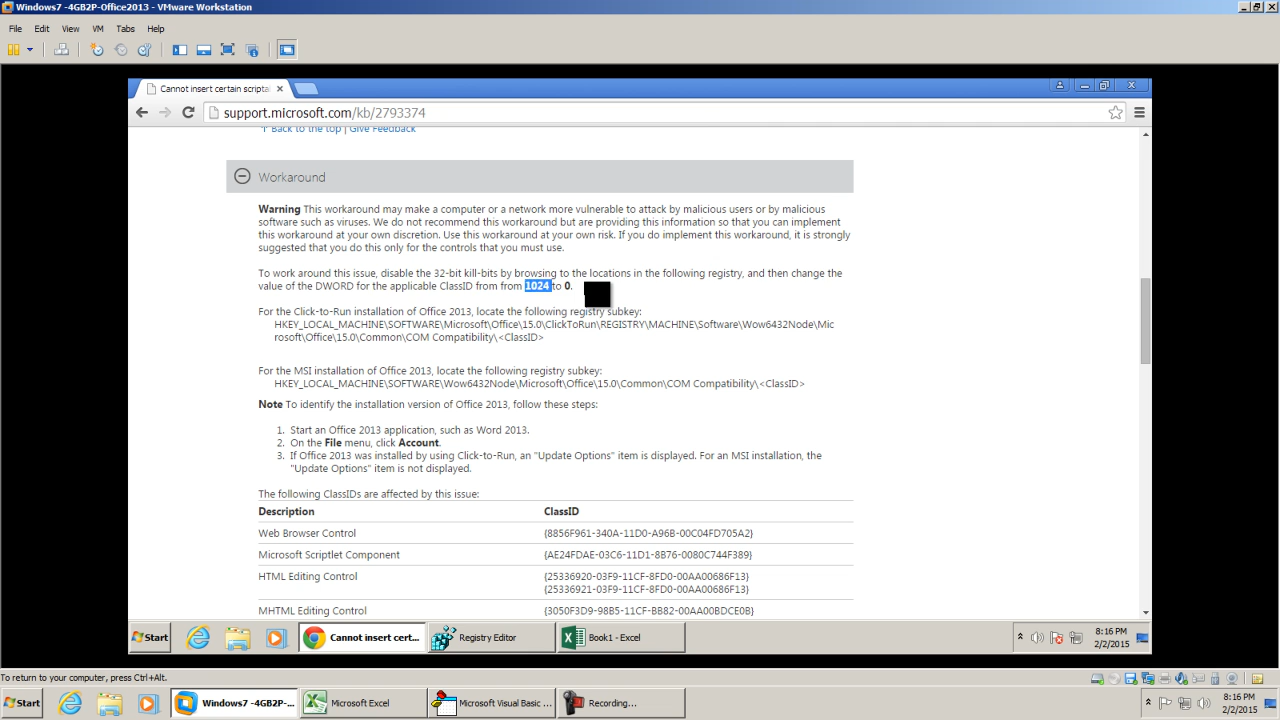 Windows7 -4GB2P-Office2013 - VMware Workstation
File Edit View VM Tabs Help
Cannot insert certain scriptal
support.microsoft.com/kb/2793374
↑ Back to the top | Give Feedback
Workaround
Warning This workaround may make a computer or a network more vulnerable to attack by malicious users or by malicious
software such as viruses. We do not recommend this workaround but are providing this information so that you can implement
this workaround at your own discretion. Use this workaround at your own risk. If you do implement this workaround, it is strongly
suggested that you do this only for the controls that you must use.
To work around this issue, disable the 32-bit kill-bits by browsing to the locations in the following registry, and then change the
value of the DWORD for the applicable ClassID from from 1024 to 0.
For the Click-to-Run installation of Office 2013, locate the following registry subkey:
HKEY_LOCAL_MACHINE\SOFTWARE\Microsoft\Office\15.0\ClickToRun\REGISTRY\MACHINE\Software\Wow6432Node\Mic
rosoft\Office\15.0\Common\COM Compatibility\<ClassID>
For the MSI installation of Office 2013, locate the following registry subkey:
HKEY_LOCAL_MACHINE\SOFTWARE\Wow6432Node\Microsoft\Office\15.0\Common\COM Compatibility\<ClassID>
Note To identify the installation version of Office 2013, follow these steps:
1. Start an Office 2013 application, such as Word 2013.
2. On the File menu, click Account.
3. If Office 2013 was installed by using Click-to-Run, an "Update Options" item is displayed. For an MSI installation, the
"Update Options" item is not displayed.
The following ClassIDs are affected by this issue:
Description ClassID
Web Browser Control {8856F961-340A-11D0-A96B-00C04FD705A2}
Microsoft Scriptlet Component {AE24FDAE-03C6-11D1-8B76-0080C744F389}
HTML Editing Control {25336920-03F9-11CF-8FD0-00AA00686F13}
{25336921-03F9-11CF-8FD0-00AA00686F13}
MHTML Editing Control {3050F3D9-98B5-11CF-BB82-00AA00BDCE0B}
Start Cannot insert cert... Registry Editor Book1 - Excel 8:16 PM
2/2/2015
To return to your computer, press Ctrl+Alt.
Start Windows7 -4GB2P-... Microsoft Excel Microsoft Visual Basic ... Recording... 8:16 PM
2/2/2015